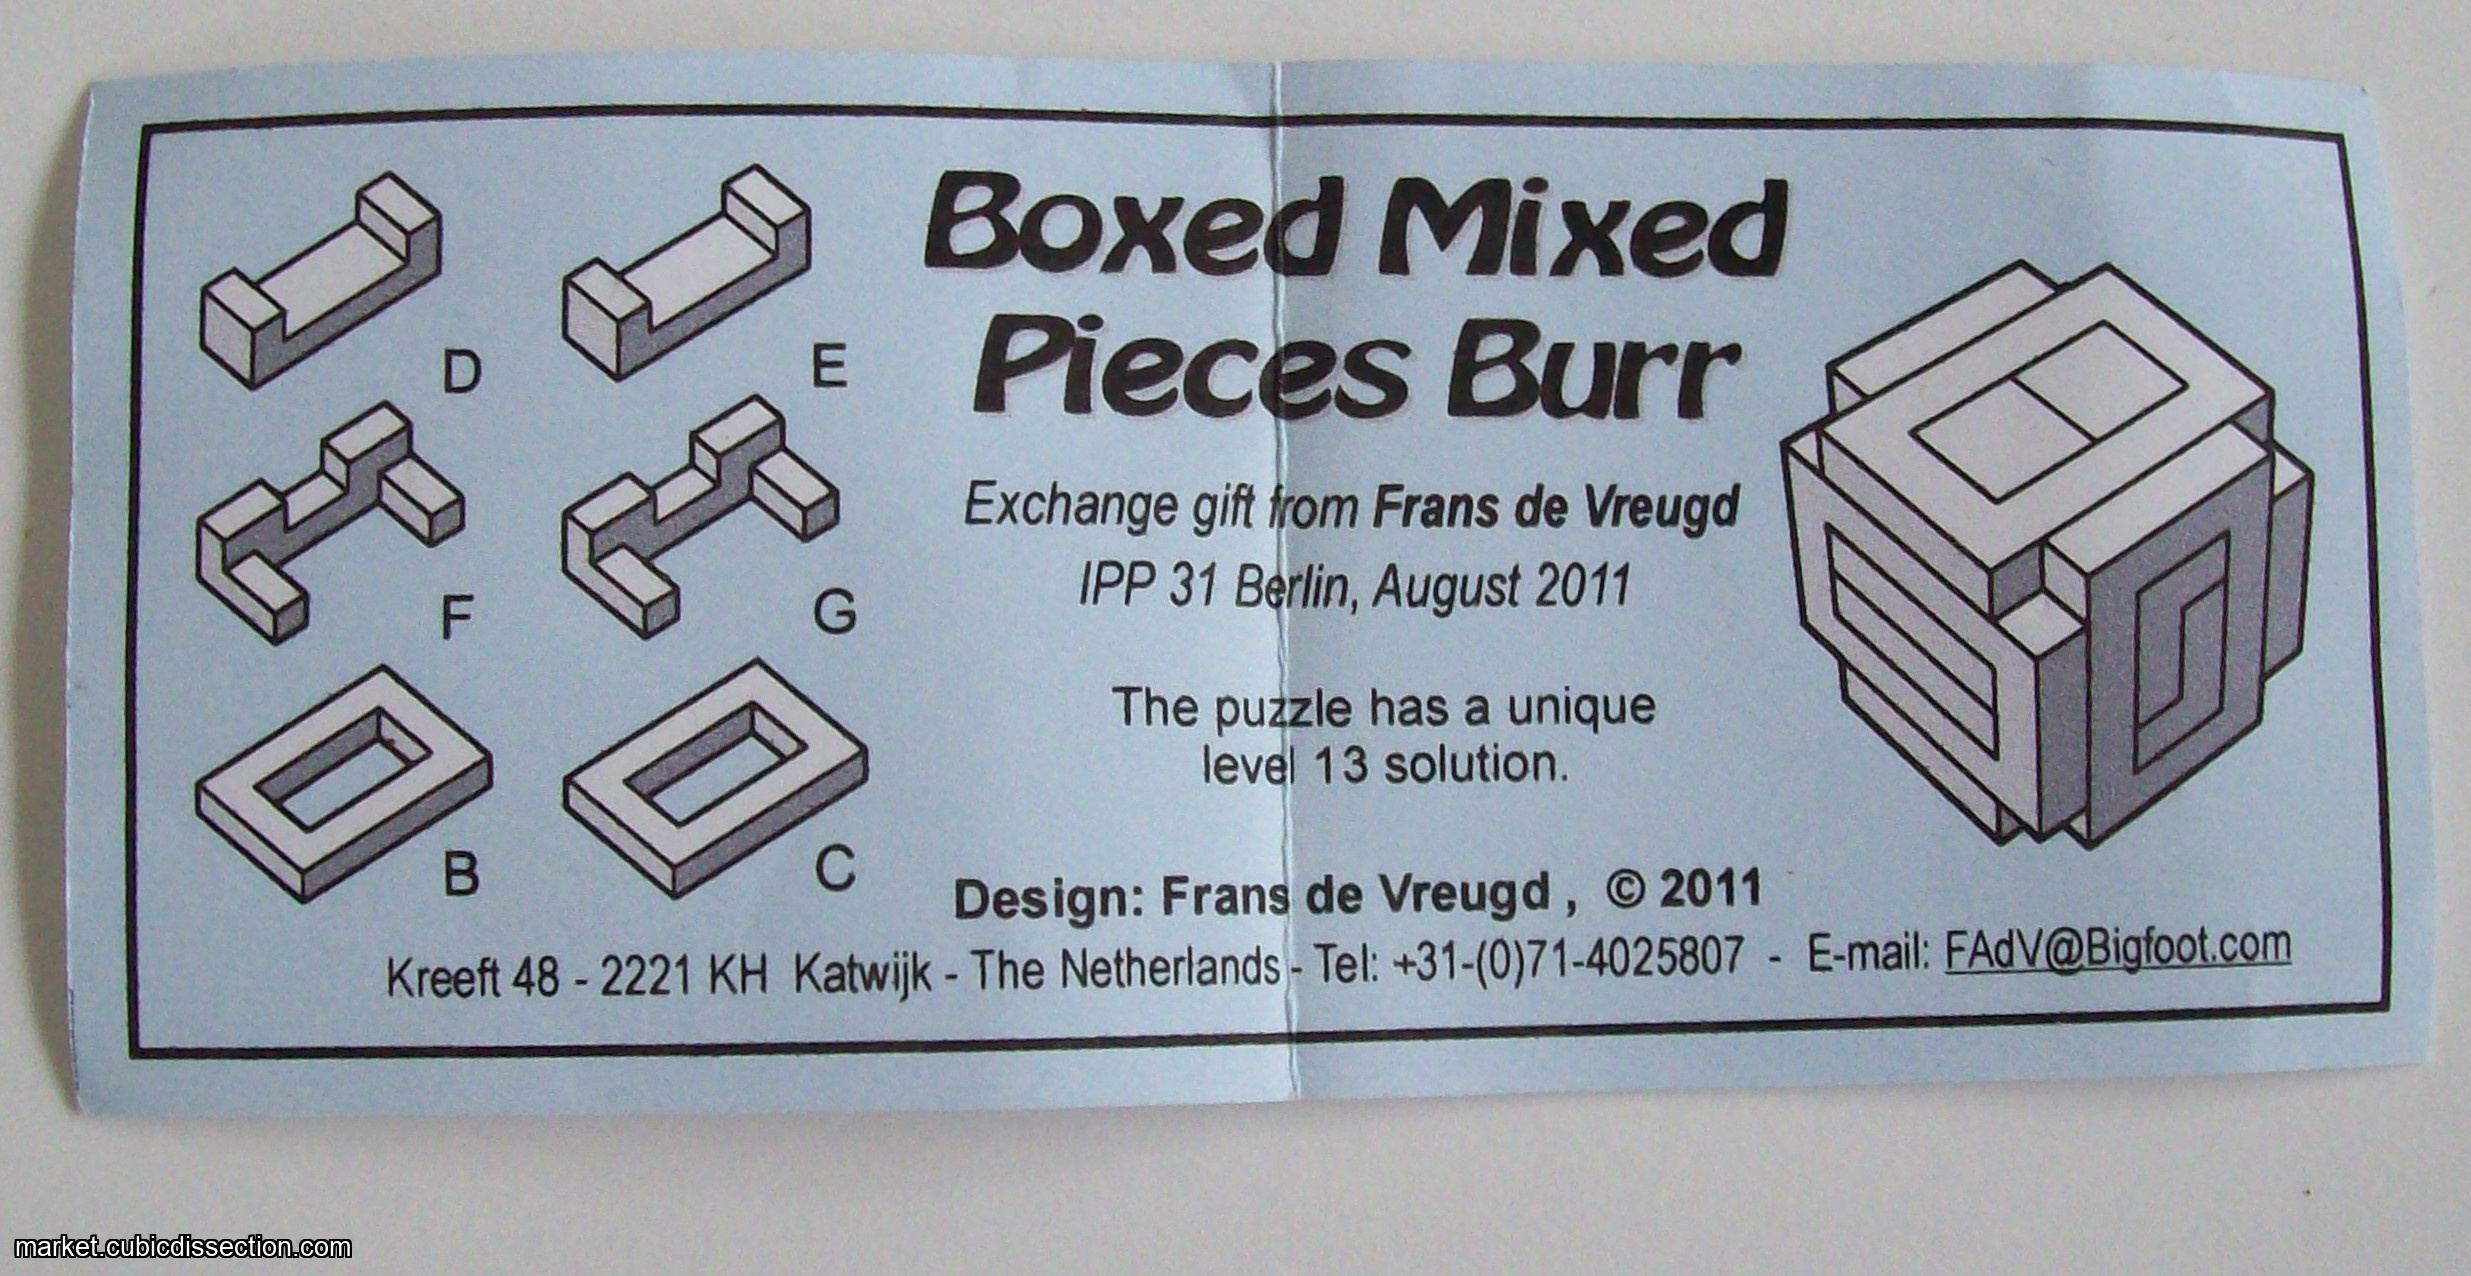 D
E
F
G
B
C
Boxed Mixed
Pieces Burr
Exchange gift from Frans de Vreugd
IPP 31 Berlin, August 2011
The puzzle has a unique
level 13 solution.
Design: Frans de Vreugd , © 2011
Kreeft 48 - 2221 KH Katwijk - The Netherlands - Tel: +31-(0)71-4025807 - E-mail: FAdV@Bigfoot.com
market.cubicdissection.com